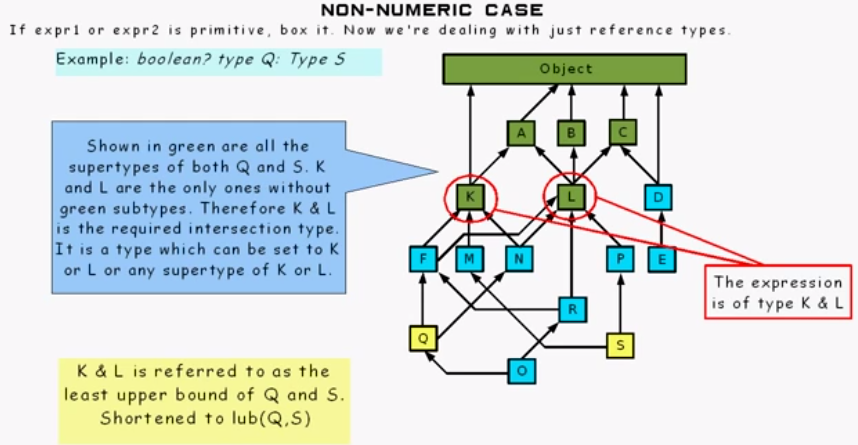 NON-NUMERIC CASE
If expr1 or expr2 is primitive, box it. Now we're dealing with just reference types.
Example: boolean? type Q: Type S
Object
A B C
Shown in green are all the
supertypes of both Q and S. K
and L are the only ones without
green subtypes. Therefore K & L
is the required intersection type.
It is a type which can be set to K
or L or any supertype of K or L.
K L D
F M N P E
The expression
is of type K & L
R
Q S
O
K & L is referred to as the
least upper bound of Q and S.
Shortened to lub(Q,S)